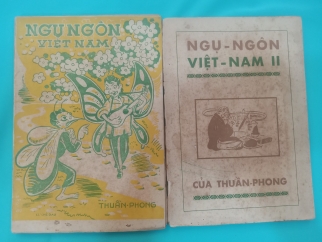 NGỤ NGÔN
VIỆT NAM
THUẦN-PHONG
NGỤ-NGÔN
VIỆT-NAM II
CỦA THUẦN-PHONG